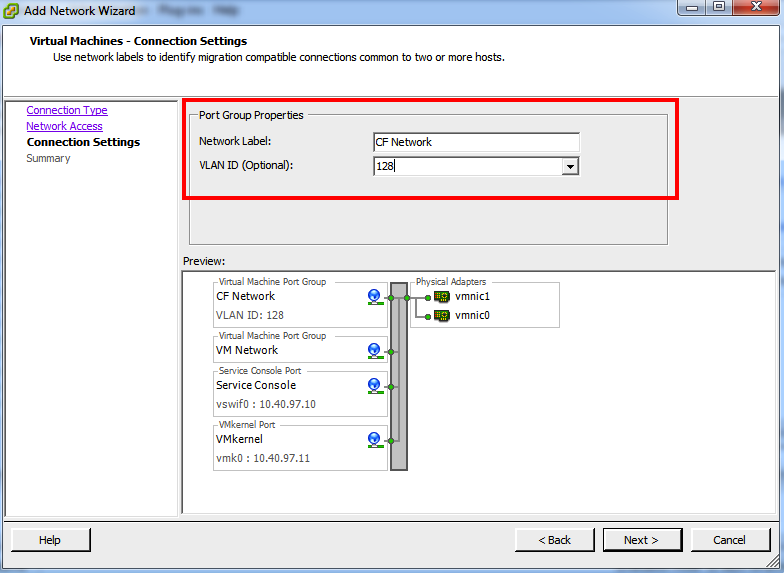 Add Network Wizard
Virtual Machines - Connection Settings
Use network labels to identify migration compatible connections common to two or more hosts.
Connection Type
Network Access
Connection Settings
Summary
Port Group Properties
Network Label:
CF Network
VLAN ID (Optional):
128
Preview:
Virtual Machine Port Group
CF Network
VLAN ID: 128
Virtual Machine Port Group
VM Network
Service Console Port
Service Console
vswif0 : 10.40.97.10
VMkernel Port
VMkernel
vmk0 : 10.40.97.11
Physical Adapters
vmnic1
vmnic0
Help
< Back
Next >
Cancel